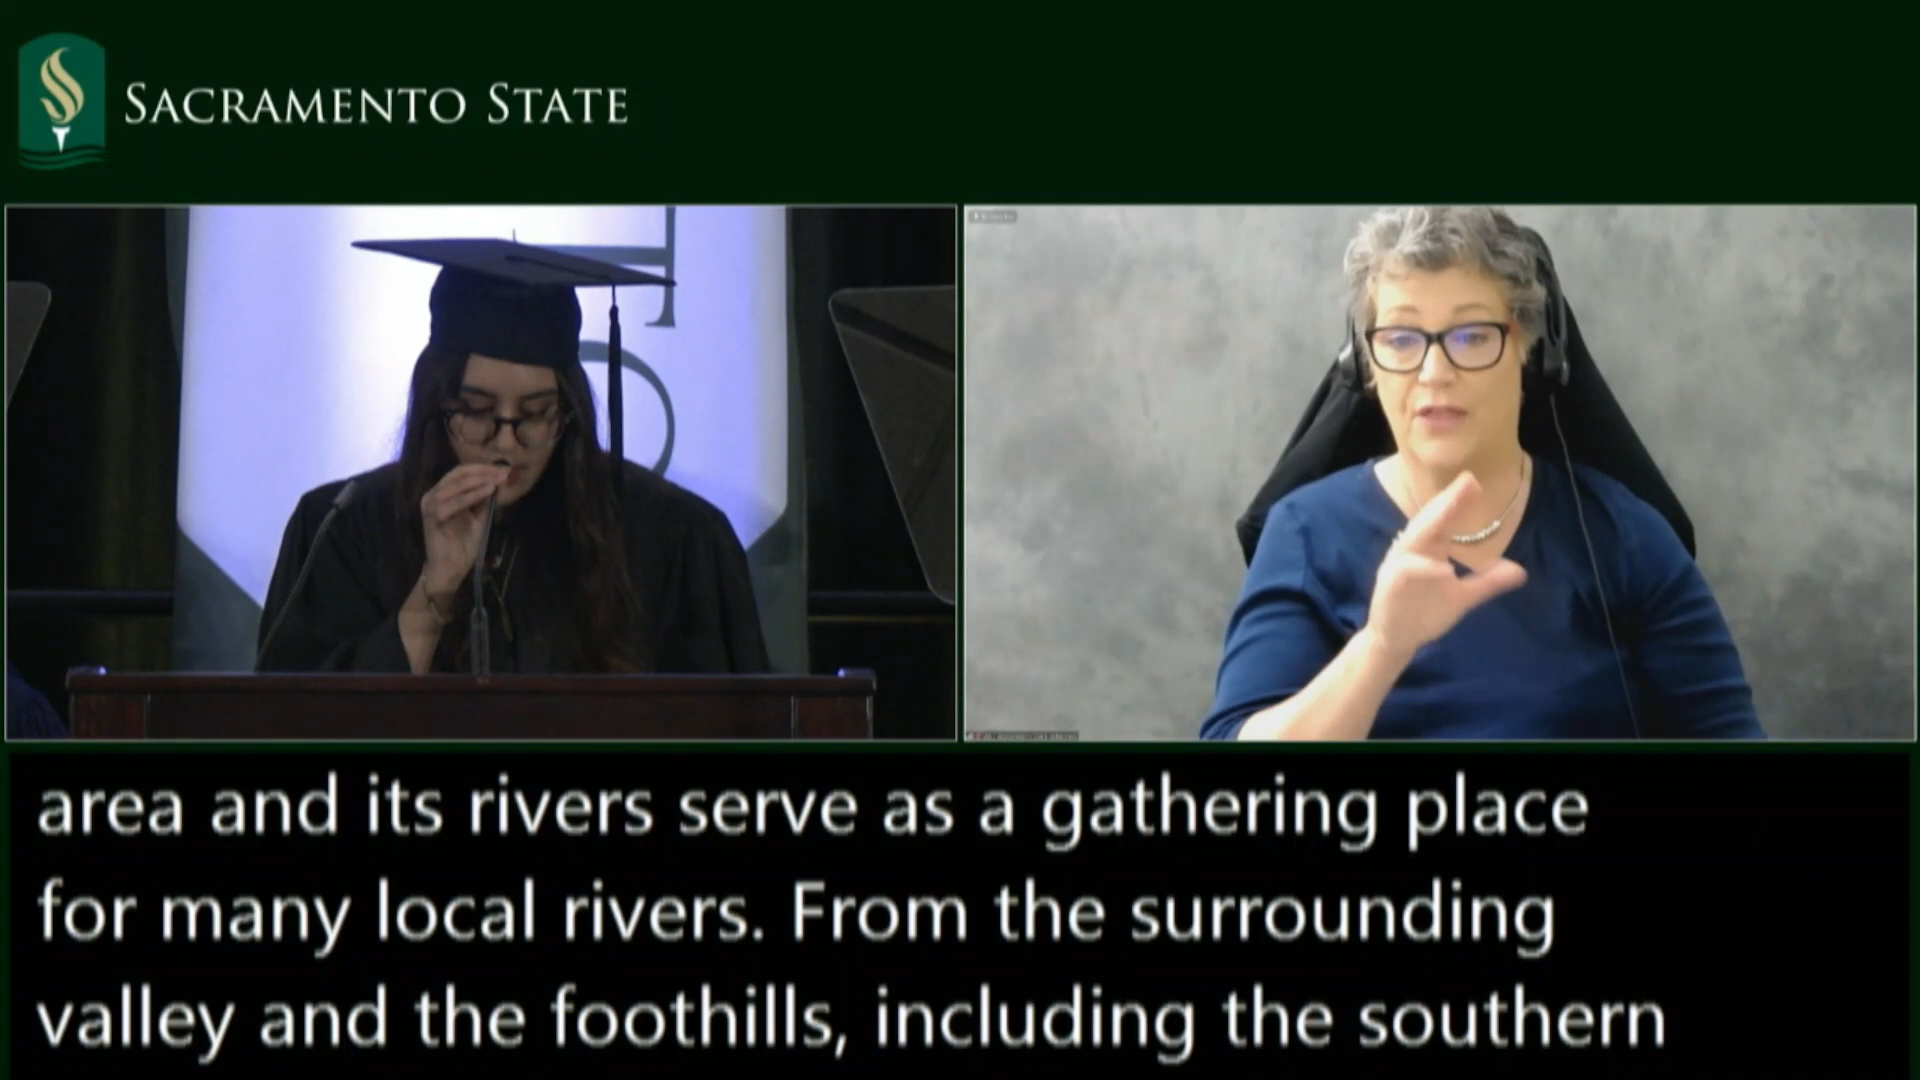 SACRAMENTO STATE
area and its rivers serve as a gathering place
for many local rivers. From the surrounding
valley and the foothills, including the southern